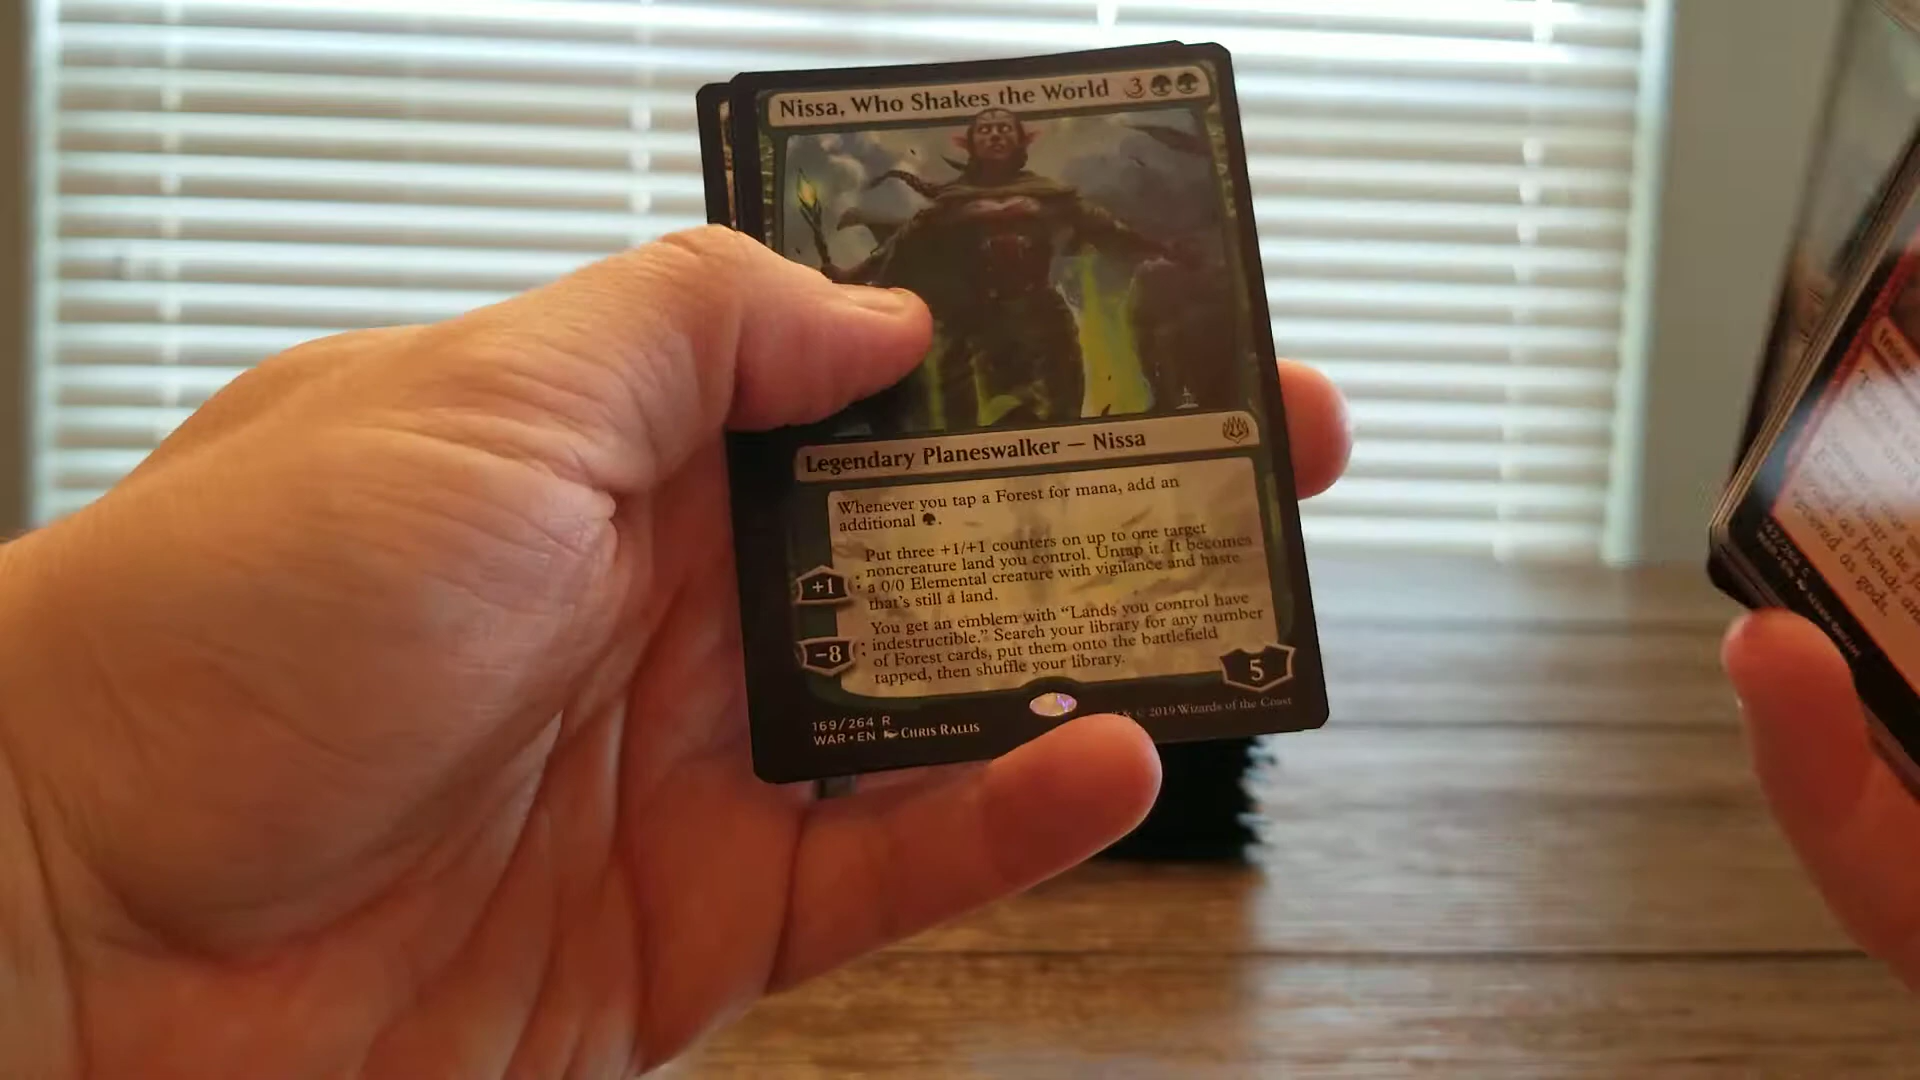 Nissa, Who Shakes the World 3
Legendary Planeswalker — Nissa
Whenever you tap a Forest for mana, add an
additional .
Put three +1/+1 counters on up to one target
noncreature land you control. Untap it. It becomes
+1 : a 0/0 Elemental creature with vigilance and haste
that's still a land.
You get an emblem with “Lands you control have
-8 : indestructible.” Search your library for any number
of Forest cards, put them onto the battlefield
tapped, then shuffle your library.
5
169/264 R
WAR • EN CHRIS RALLIS
& © 2019 Wizards of the Coast
as friends
as gods.